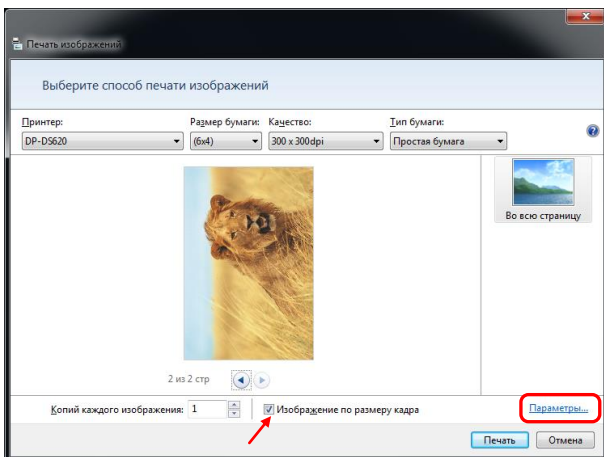 Печать изображений
Выберите способ печати изображений
Принтер: Размер бумаги: Качество: Тип бумаги:
DP-DS620 (6x4) 300 x 300dpi Простая бумага
Во всю страницу
2 из 2 стр
Копий каждого изображения: 1 Изображение по размеру кадра Параметры...
Печать Отмена